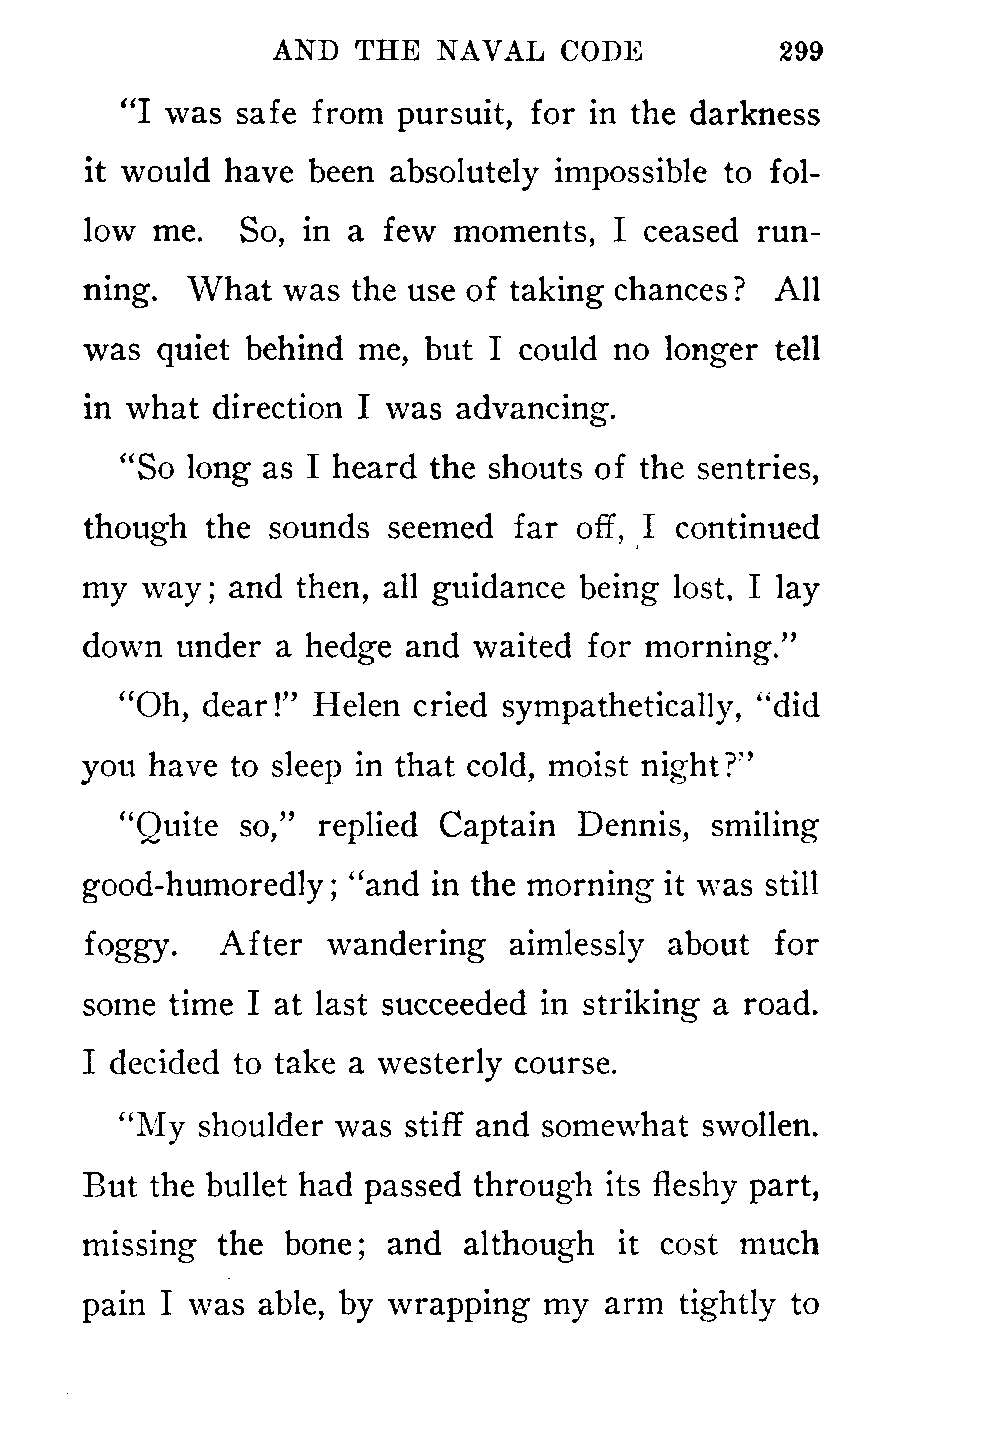 AND THE NAVAL CODE 299
“I was safe from pursuit, for in the darkness
it would have been absolutely impossible to fol-
low me. So, in a few moments, I ceased run-
ning. What was the use of taking chances? All
was quiet behind me, but I could no longer tell
in what direction I was advancing.
“So long as I heard the shouts of the sentries,
though the sounds seemed far off, I continued
my way; and then, all guidance being lost, I lay
down under a hedge and waited for morning.”
“Oh, dear!” Helen cried sympathetically, “did
you have to sleep in that cold, moist night?”
“Quite so,” replied Captain Dennis, smiling
good-humoredly; “and in the morning it was still
foggy. After wandering aimlessly about for
some time I at last succeeded in striking a road.
I decided to take a westerly course.
“My shoulder was stiff and somewhat swollen.
But the bullet had passed through its fleshy part,
missing the bone; and although it cost much
pain I was able, by wrapping my arm tightly to